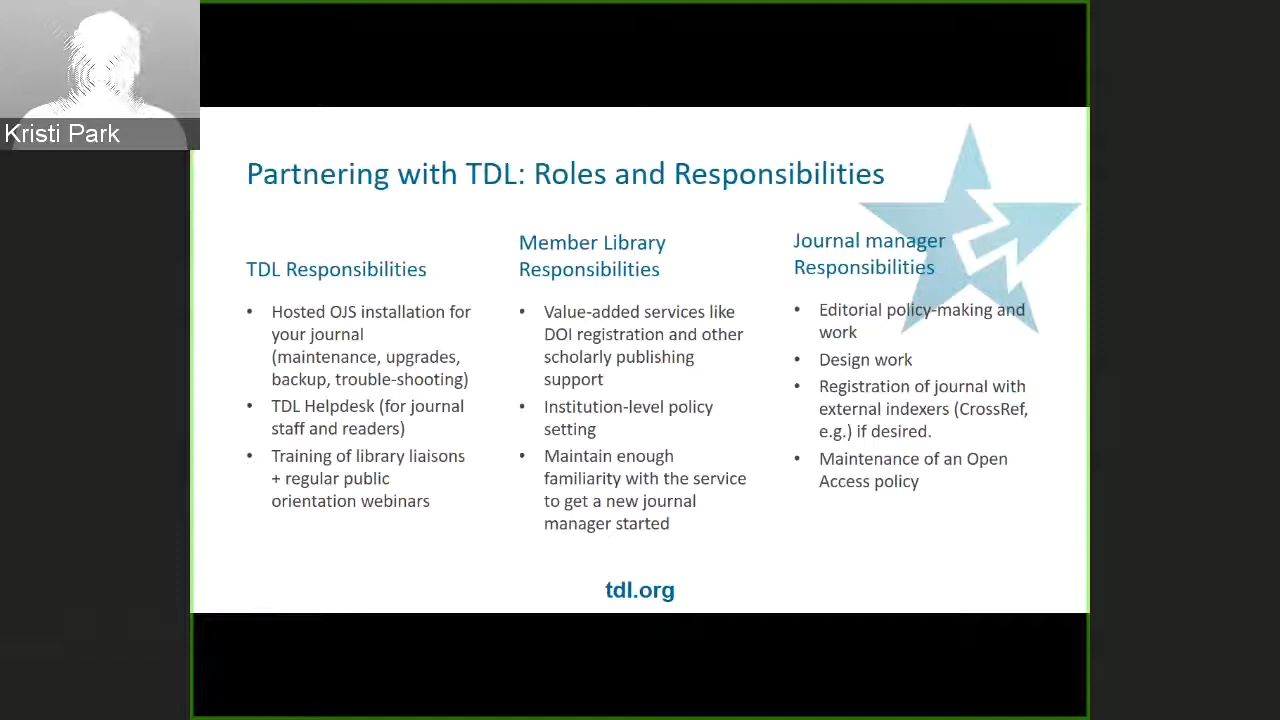 Kristi Park
Partnering with TDL: Roles and Responsibilities
TDL Responsibilities
• Hosted OJS installation for
your journal
(maintenance, upgrades,
backup, trouble-shooting)
• TDL Helpdesk (for journal
staff and readers)
• Training of library liaisons
+ regular public
orientation webinars
Member Library
Responsibilities
• Value-added services like
DOI registration and other
scholarly publishing
support
• Institution-level policy
setting
• Maintain enough
familiarity with the service
to get a new journal
manager started
Journal manager
Responsibilities
• Editorial policy-making and
work
• Design work
• Registration of journal with
external indexers (CrossRef,
e.g.) if desired.
• Maintenance of an Open
Access policy
tdl.org